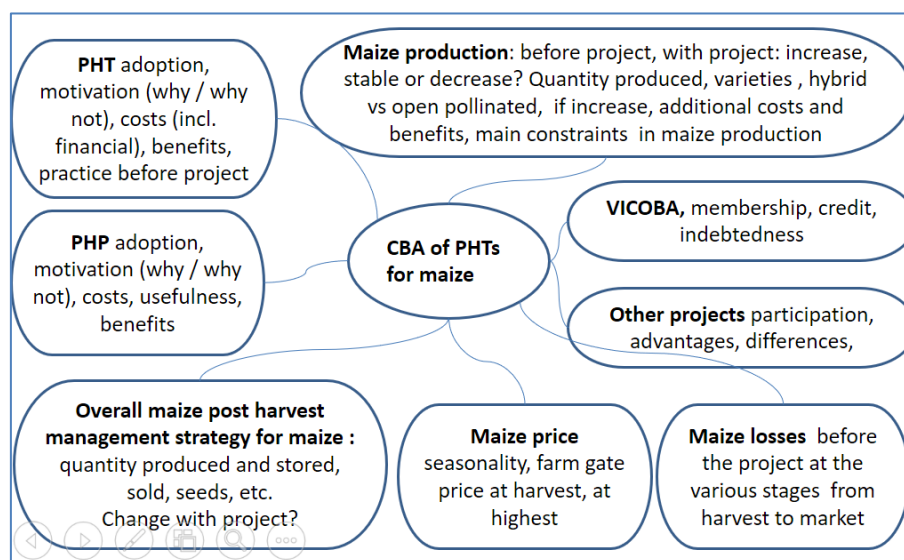 PHT adoption,
motivation (why / why
not), costs (incl.
financial), benefits,
practice before project
Maize production: before project, with project: increase,
stable or decrease? Quantity produced, varieties , hybrid
vs open pollinated, if increase, additional costs and
benefits, main constraints in maize production
PHP adoption,
motivation (why / why
not), costs, usefulness,
benefits
CBA of PHTs
for maize
VICOBA, membership, credit,
indebtedness
Other projects participation,
advantages, differences,
Overall maize post harvest
management strategy for maize :
quantity produced and stored,
sold, seeds, etc.
Change with project?
Maize price
seasonality, farm gate
price at harvest, at
highest
Maize losses before
the project at the
various stages from
harvest to market